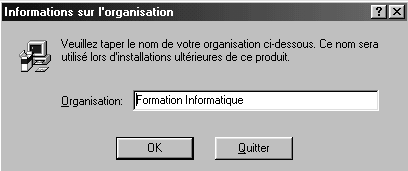 Informations sur l'organisation
Veuillez taper le nom de votre organisation ci-dessous. Ce nom sera
utilisé lors d'installations ultérieures de ce produit.
Organisation: Formation Informatique
OK Quitter